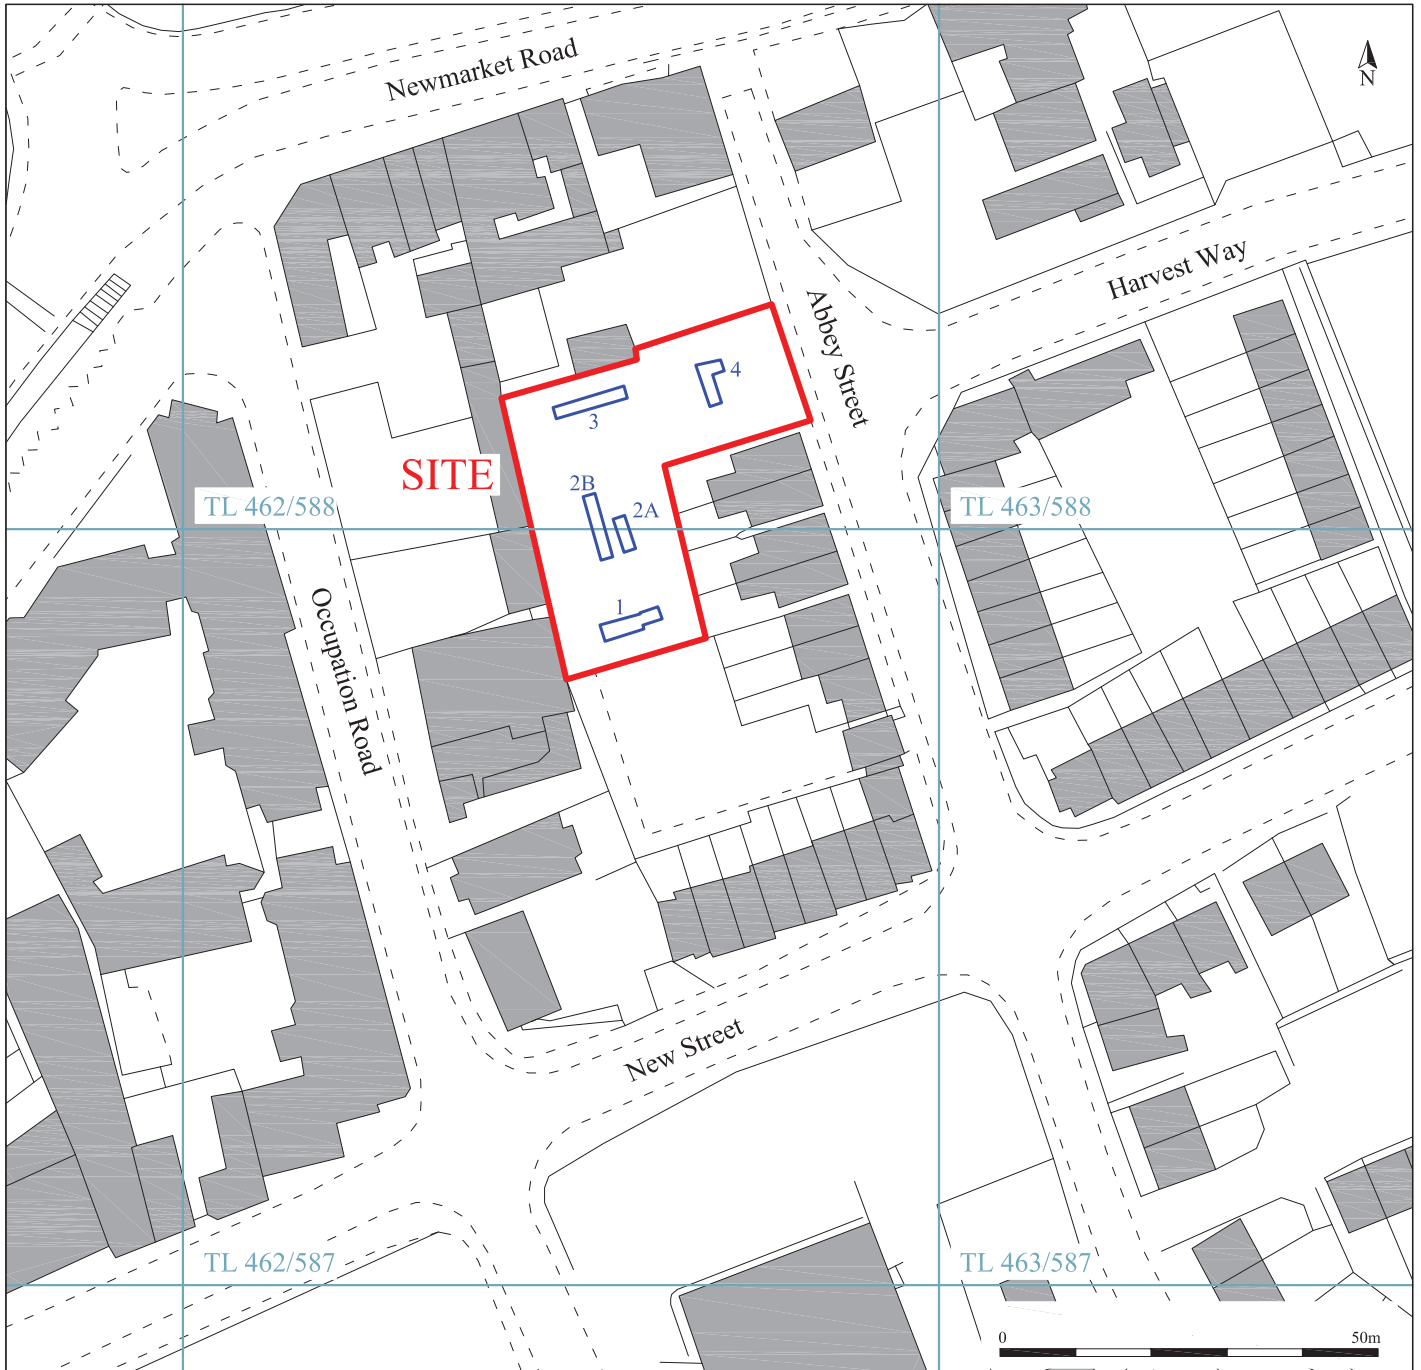 Newmarket Road
N
Harvest Way
Abbey Street
4
3
SITE
2B
2A
TL 462/588
TL 463/588
1
Occupation Road
New Street
TL 462/587
TL 463/587
0
50m